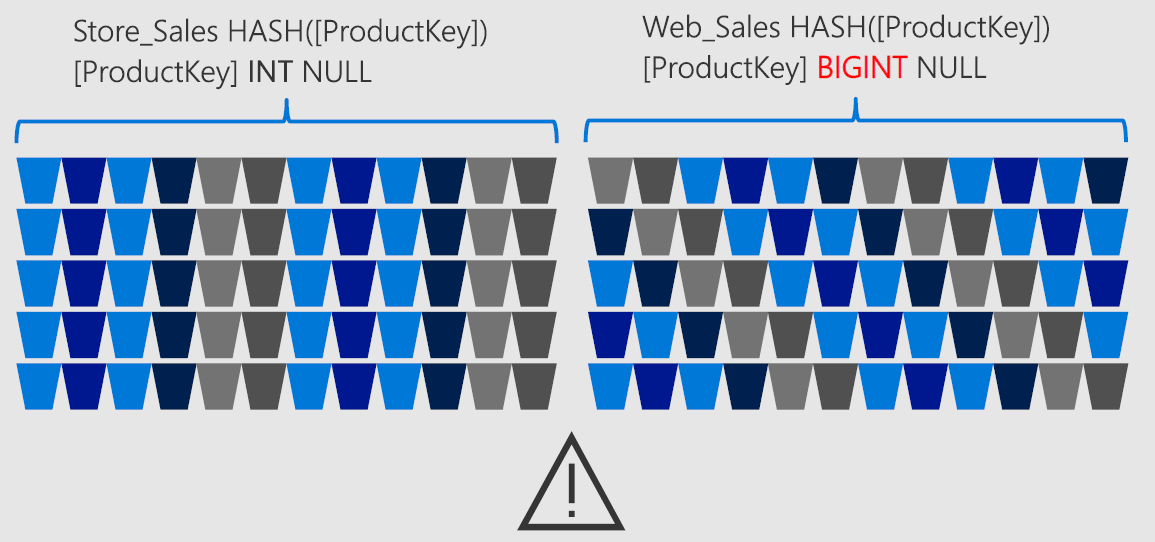 Store_Sales HASH([ProductKey])
[ProductKey] INT NULL
Web_Sales HASH([ProductKey])
[ProductKey] BIGINT NULL